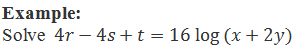 Example:
Solve 4r − 4s + t = 16 log (x + 2y)